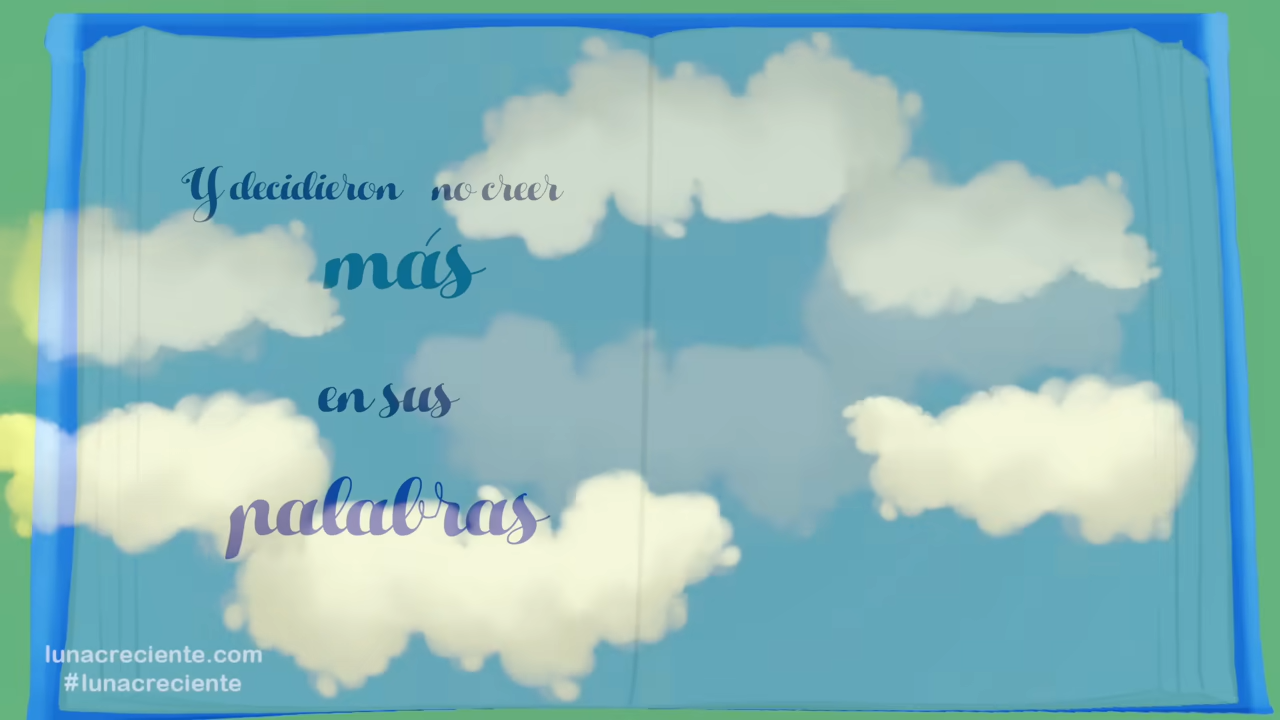 Y decidieron no creer
más
en sus
palabras
lunacreciente.com
#lunacreciente